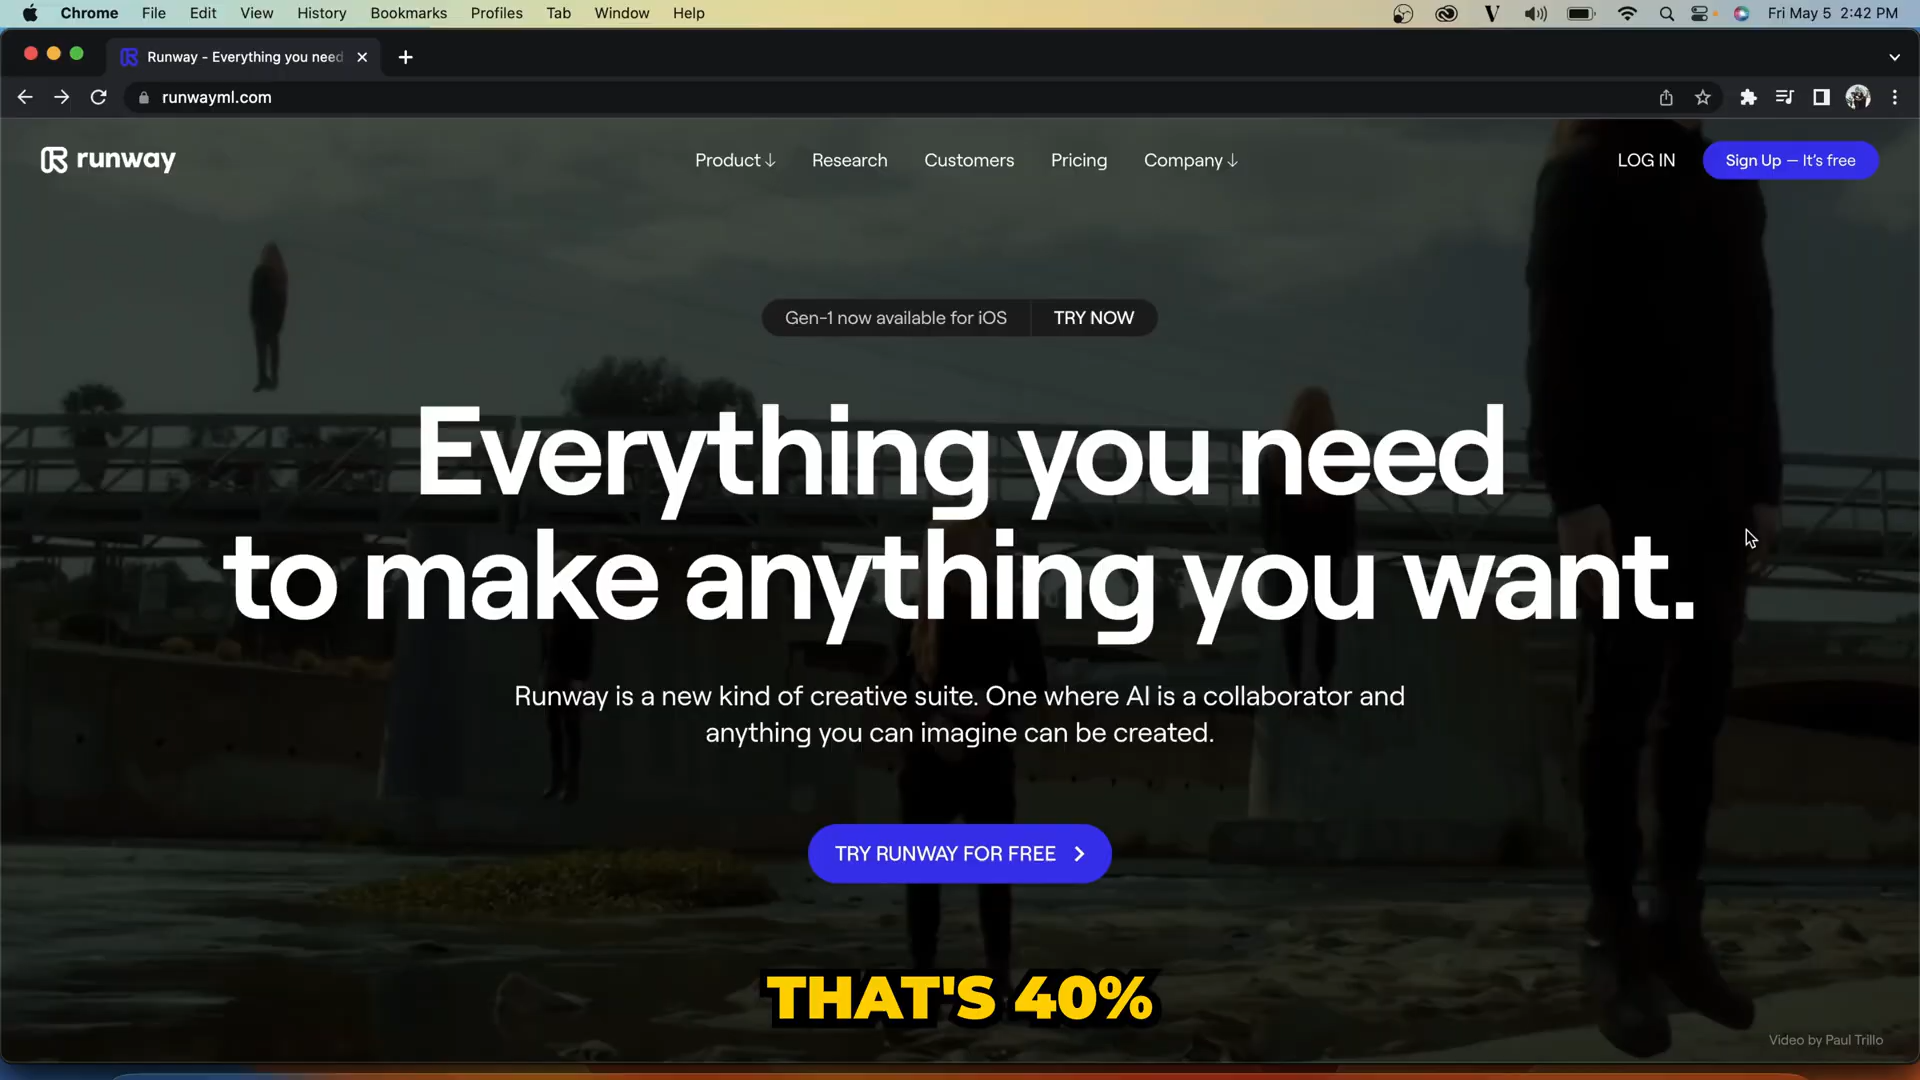 Chrome File Edit View History Bookmarks Profiles Tab Window Help Fri May 5 2:42 PM
Runway - Everything you need
runwayml.com
runway Product ↓ Research Customers Pricing Company ↓ LOG IN Sign Up — It's free
Gen-1 now available for iOS TRY NOW
Everything you need
to make anything you want.
Runway is a new kind of creative suite. One where AI is a collaborator and
anything you can imagine can be created.
TRY RUNWAY FOR FREE
THAT'S 40%
Video by Paul Trillo